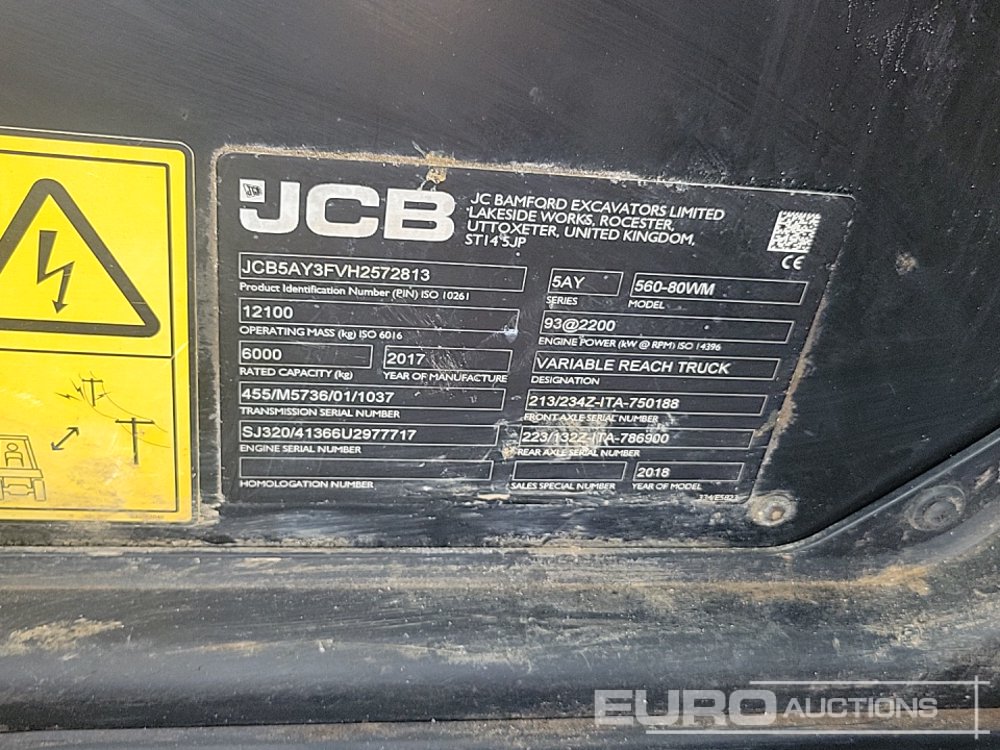 JCB
JC BAMFORD EXCAVATORS LIMITED
LAKESIDE WORKS, ROCESTER,
UTTOXETER, UNITED KINGDOM,
ST14 5JP
CE
JCB5AY3FVH2572813
Product Identification Number (PIN) ISO 10261
5AY
SERIES
560-80WM
MODEL
12100
OPERATING MASS (kg) ISO 6016
93@2200
ENGINE POWER (kW @ RPM) ISO 14396
6000
RATED CAPACITY (kg)
2017
YEAR OF MANUFACTURE
VARIABLE REACH TRUCK
DESIGNATION
455/M5736/01/1037
TRANSMISSION SERIAL NUMBER
213/234Z-ITA-750188
FRONT AXLE SERIAL NUMBER
SJ320/41366U2977717
ENGINE SERIAL NUMBER
223/132Z-ITA-786900
REAR AXLE SERIAL NUMBER
HOMOLOGATION NUMBER
SALES SPECIAL NUMBER
2018
YEAR OF MODEL
EURO AUCTIONS